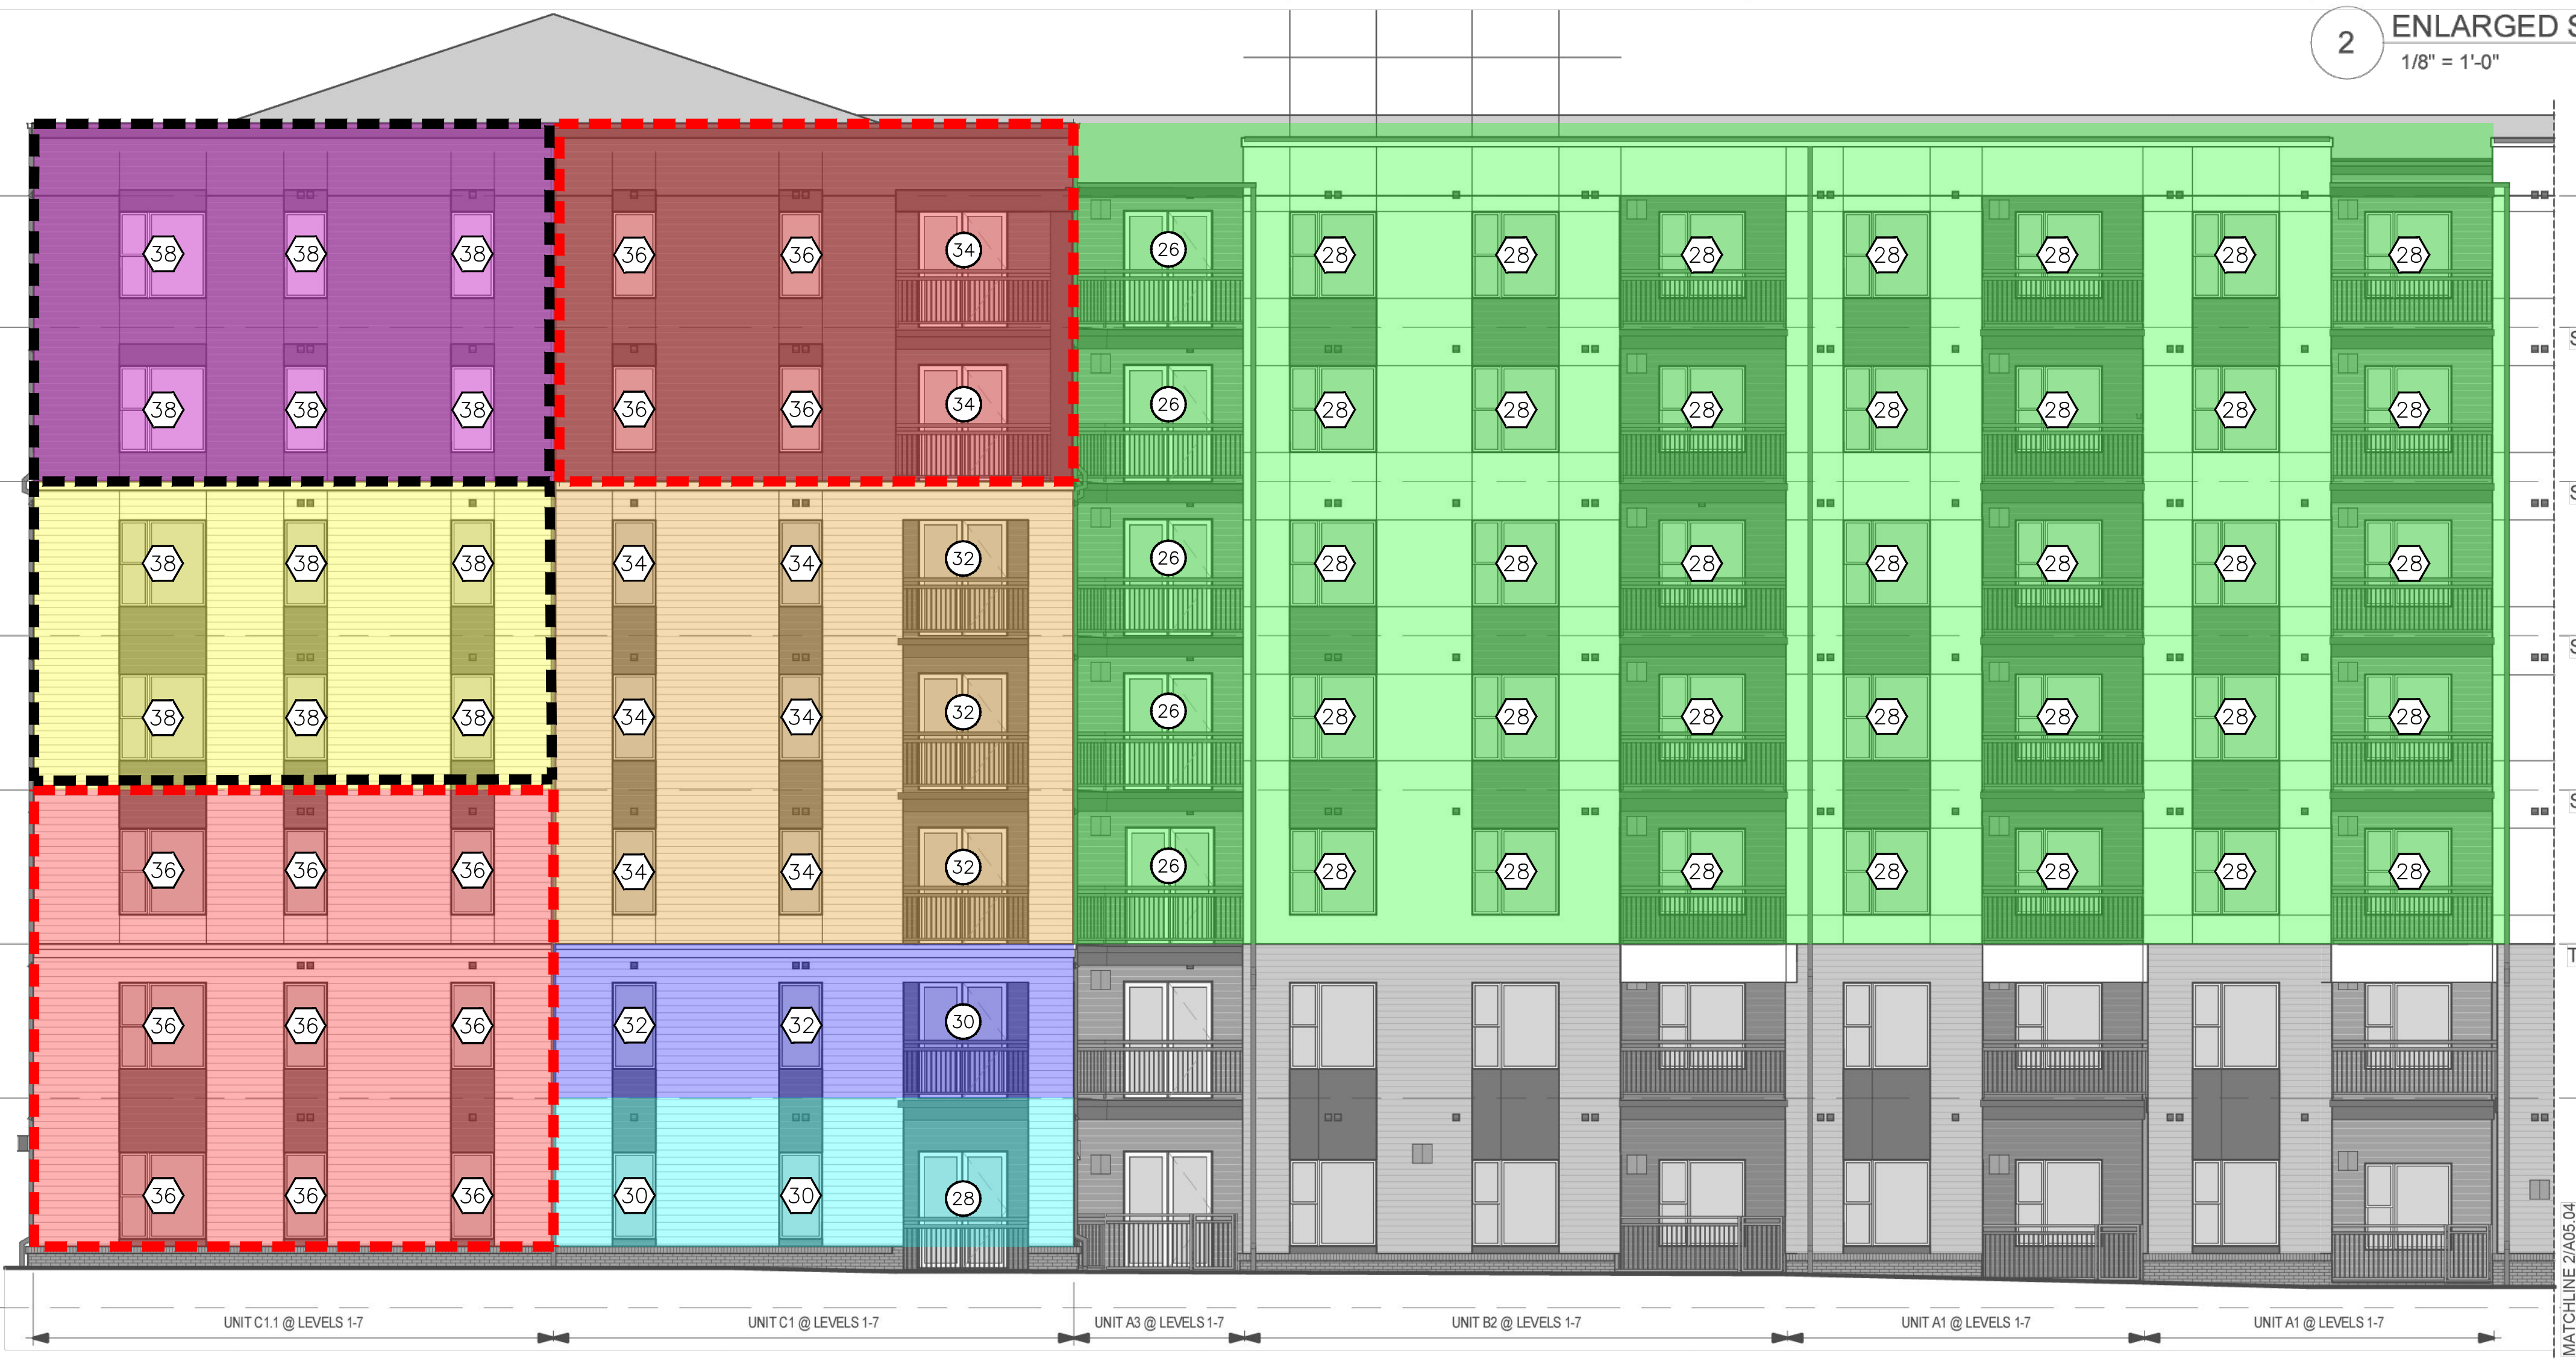 2 ENLARGED S
1/8" = 1'-0"
38 38 38 36 36 34 26 28 28 28 28 28 28 28
S
38 38 38 36 36 34 26 28 28 28 28 28 28 28
S
38 38 38 34 34 32 26 28 28 28 28 28 28 28
S
38 38 38 34 34 32 26 28 28 28 28 28 28 28
S
36 36 36 34 34 32 26 28 28 28 28 28 28 28
T
36 36 36 32 32 30
36 36 36 30 30 28
MATCHLINE 2/A05.04
UNIT C1.1 @ LEVELS 1-7 UNIT C1 @ LEVELS 1-7 UNIT A3 @ LEVELS 1-7 UNIT B2 @ LEVELS 1-7 UNIT A1 @ LEVELS 1-7 UNIT A1 @ LEVELS 1-7